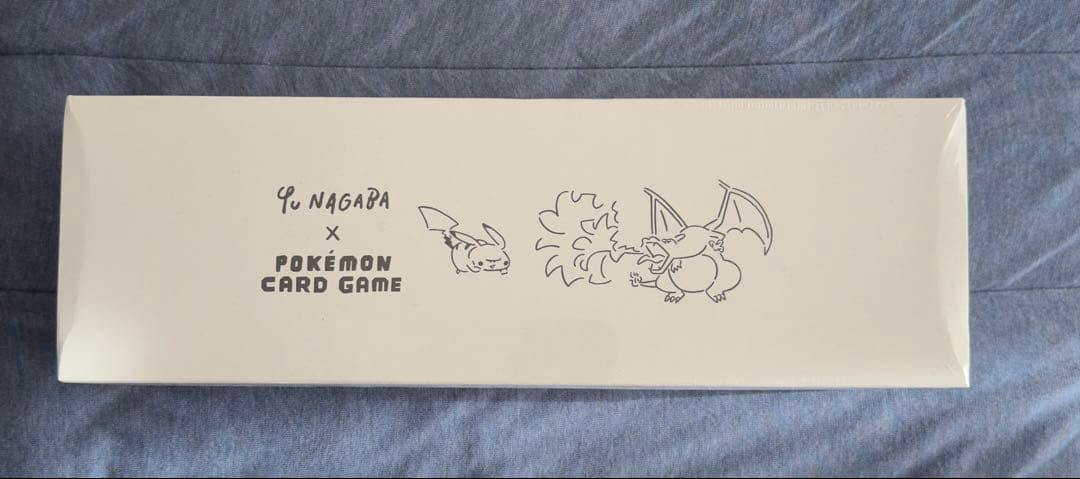 Yu NAGABA
X
POKÉMON
CARD GAME